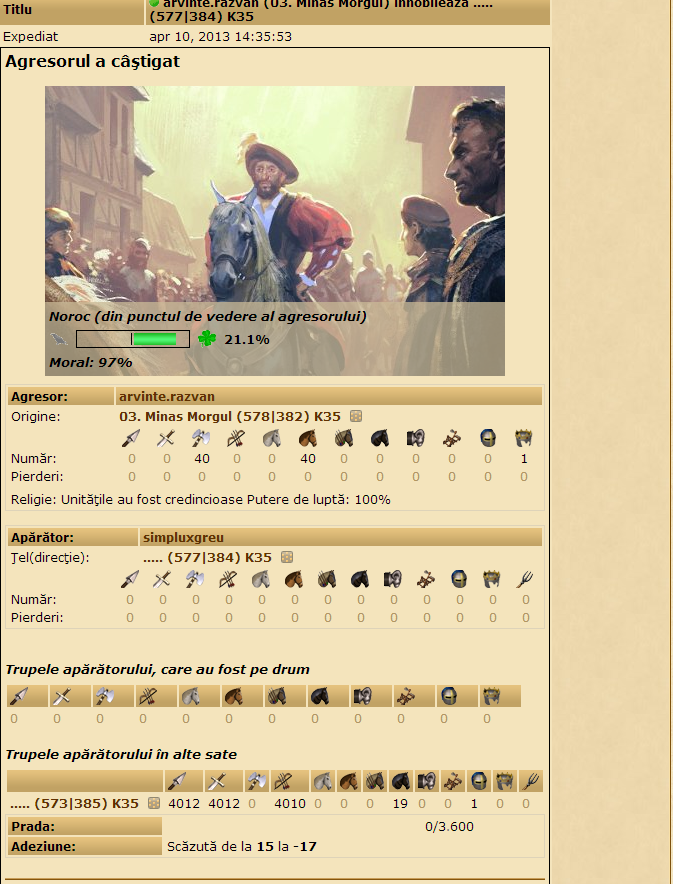 Titlu arvinte.razvan (03. Minas Morgul) înnobilează .....
(577|384) K35
Expediat apr 10, 2013 14:35:53
Agresorul a câştigat
Noroc (din punctul de vedere al agresorului)
21.1%
Moral: 97%
Agresor: arvinte.razvan
Origine: 03. Minas Morgul (578|382) K35
Număr: 0 0 40 0 0 40 0 0 0 0 0 1
Pierderi: 0 0 0 0 0 0 0 0 0 0 0 0
Religie: Unităţile au fost credincioase Putere de luptă: 100%
Apărător: simpluxgreu
Ţel(direcţie): ..... (577|384) K35
Număr: 0 0 0 0 0 0 0 0 0 0 0 0 0
Pierderi: 0 0 0 0 0 0 0 0 0 0 0 0 0
Trupele apărătorului, care au fost pe drum
0 0 0 0 0 0 0 0 0 0 0 0
Trupele apărătorului în alte sate
..... (573|385) K35 4012 4012 0 4010 0 0 0 19 0 0 1 0 0
Prada: 0/3.600
Adeziune: Scăzută de la 15 la -17